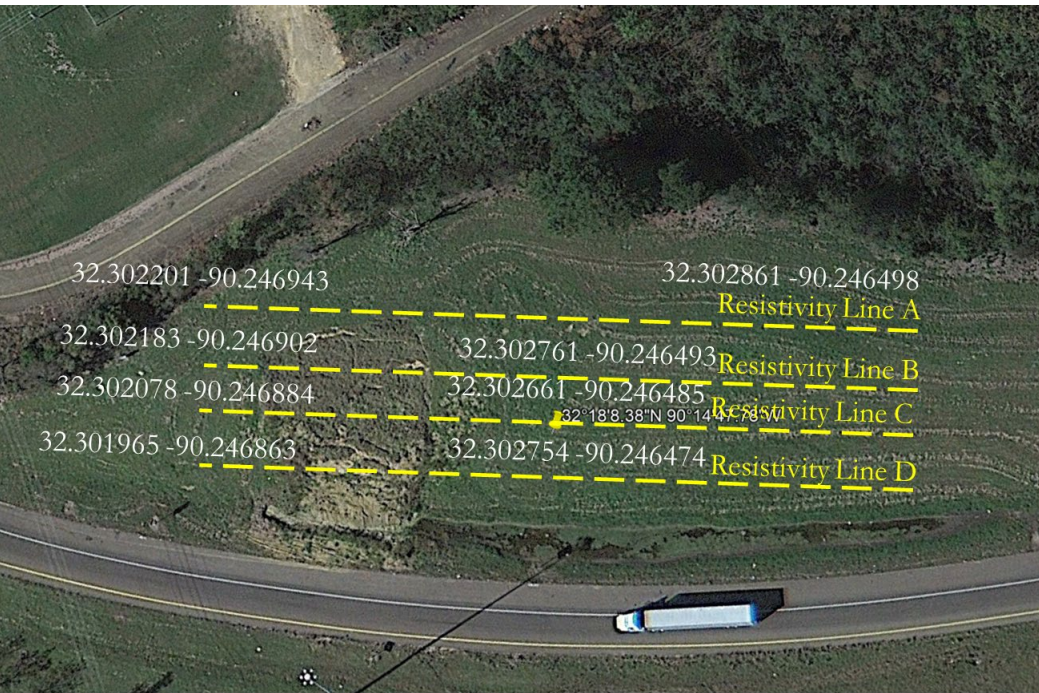 32.302201 -90.246943
32.302861 -90.246498
Resistivity Line A
32.302183 -90.246902
32.302761 -90.246493
Resistivity Line B
32.302078 -90.246884
32.302661 -90.246485
Resistivity Line C
32°18'8.38"N 90°14'47.78"W
32.301965 -90.246863
32.302754 -90.246474
Resistivity Line D